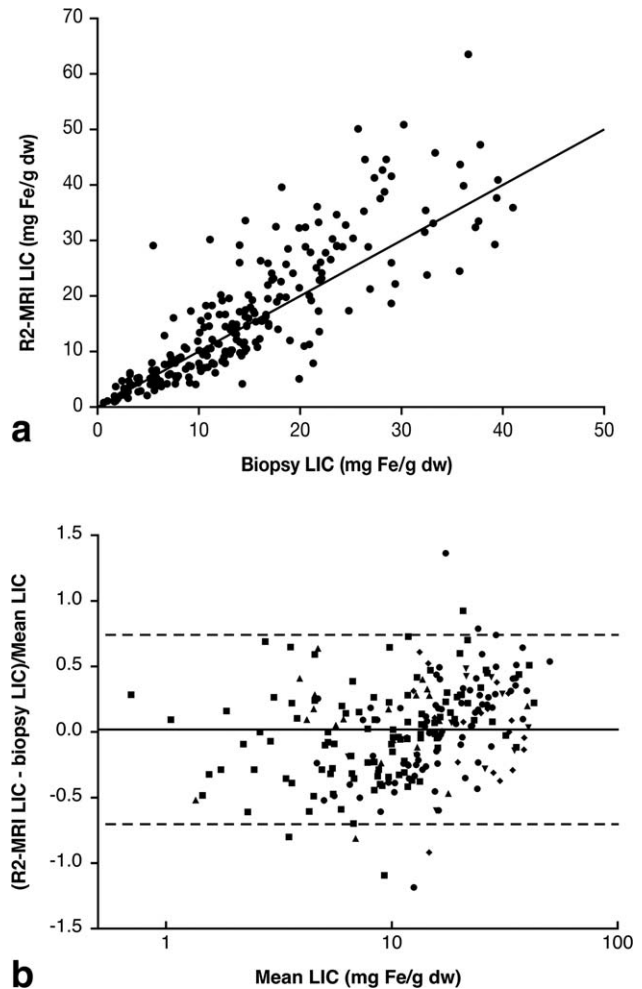 70
60
50
40
30
20
10
0
R2-MRI LIC (mg Fe/g dw)
0 10 20 30 40 50
Biopsy LIC (mg Fe/g dw)
a
1.5
1.0
0.5
0.0
-0.5
-1.0
-1.5
(R2-MRI LIC - biopsy LIC)/Mean LIC
1 10 100
Mean LIC (mg Fe/g dw)
b